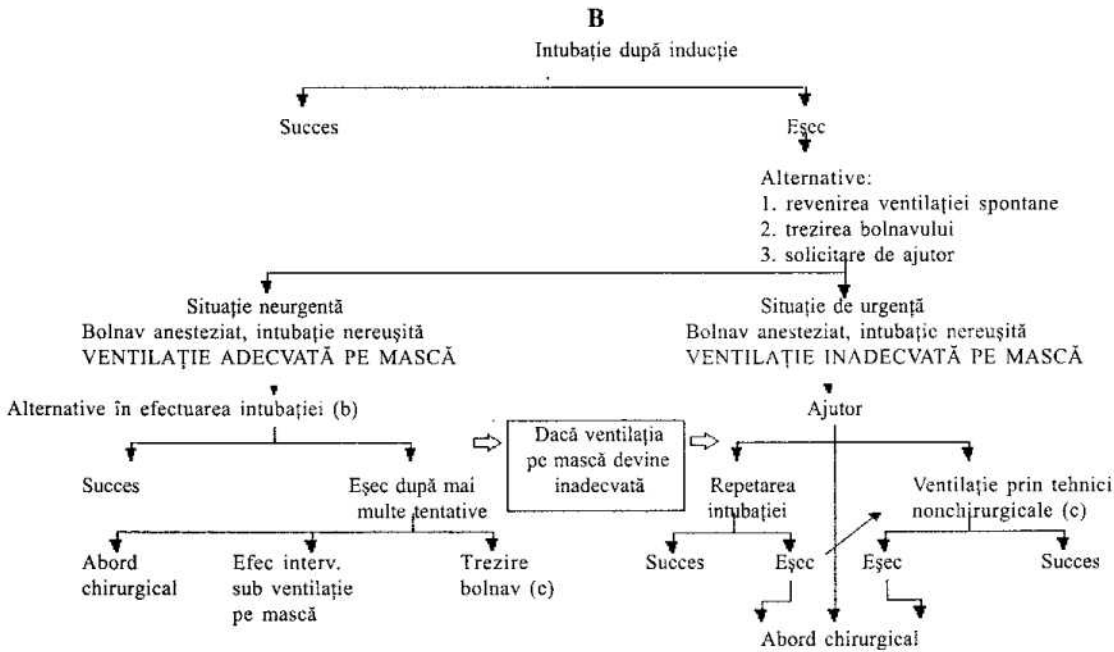 B
Intubație după inducție
Succes
Eșec
Alternative:
1. revenirea ventilației spontane
2. trezirea bolnavului
3. solicitare de ajutor
Situație neurgentă
Bolnav anesteziat, intubație nereușită
VENTILAȚIE ADECVATĂ PE MASCĂ
Situație de urgență
Bolnav anesteziat, intubație nereușită
VENTILAȚIE INADECVATĂ PE MASCĂ
Alternative în efectuarea intubației (b)
Ajutor
Dacă ventilația
pe mască devine
inadecvată
Succes
Eșec după mai
multe tentative
Repetarea
intubației
Ventilație prin tehnici
nonchirurgicale (c)
Abord
chirurgical
Efec interv.
sub ventilație
pe mască
Trezire
bolnav (c)
Succes
Eșec
Eșec
Succes
Abord chirurgical